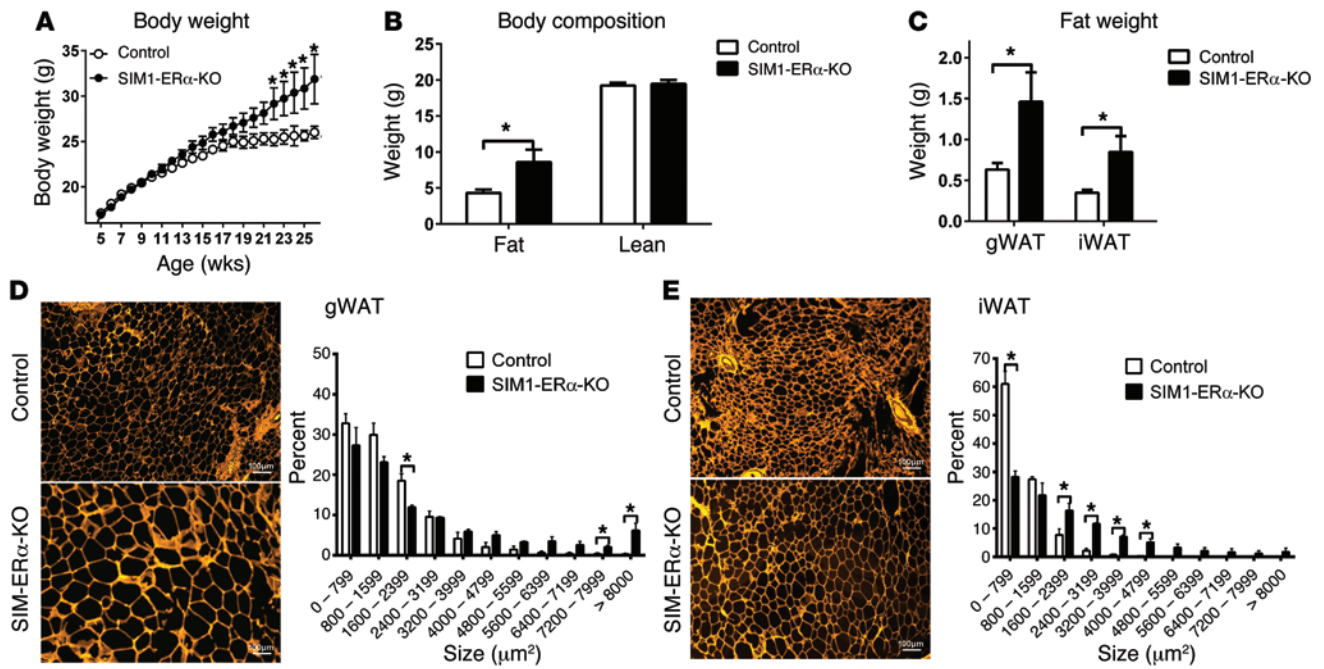 A
Body weight
Control
SIM1-ERα-KO
Body weight (g)
35
30
25
20
* * * * *
5 7 9 11 13 15 17 19 21 23 25
Age (wks)
B
Body composition
Control
SIM1-ERα-KO
Weight (g)
25
20
15
10
5
0
*
Fat
Lean
C
Fat weight
Control
SIM1-ERα-KO
Weight (g)
2.0
1.5
1.0
0.5
0.0
*
*
gWAT
iWAT
D
gWAT
Control
100μm
SIM-ERα-KO
100μm
Control
SIM1-ERα-KO
Percent
50
40
30
20
10
0
*
*
*
0 – 799
800 – 1599
1600 – 2399
2400 – 3199
3200 – 3999
4000 – 4799
4800 – 5599
5600 – 6399
6400 – 7199
7200 – 7999
> 8000
Size (μm²)
E
iWAT
Control
100μm
SIM-ERα-KO
100μm
Control
SIM1-ERα-KO
Percent
70
60
50
40
30
20
10
0
*
*
*
*
*
0 – 799
800 – 1599
1600 – 2399
2400 – 3199
3200 – 3999
4000 – 4799
4800 – 5599
5600 – 6399
6400 – 7199
7200 – 7999
> 8000
Size (μm²)